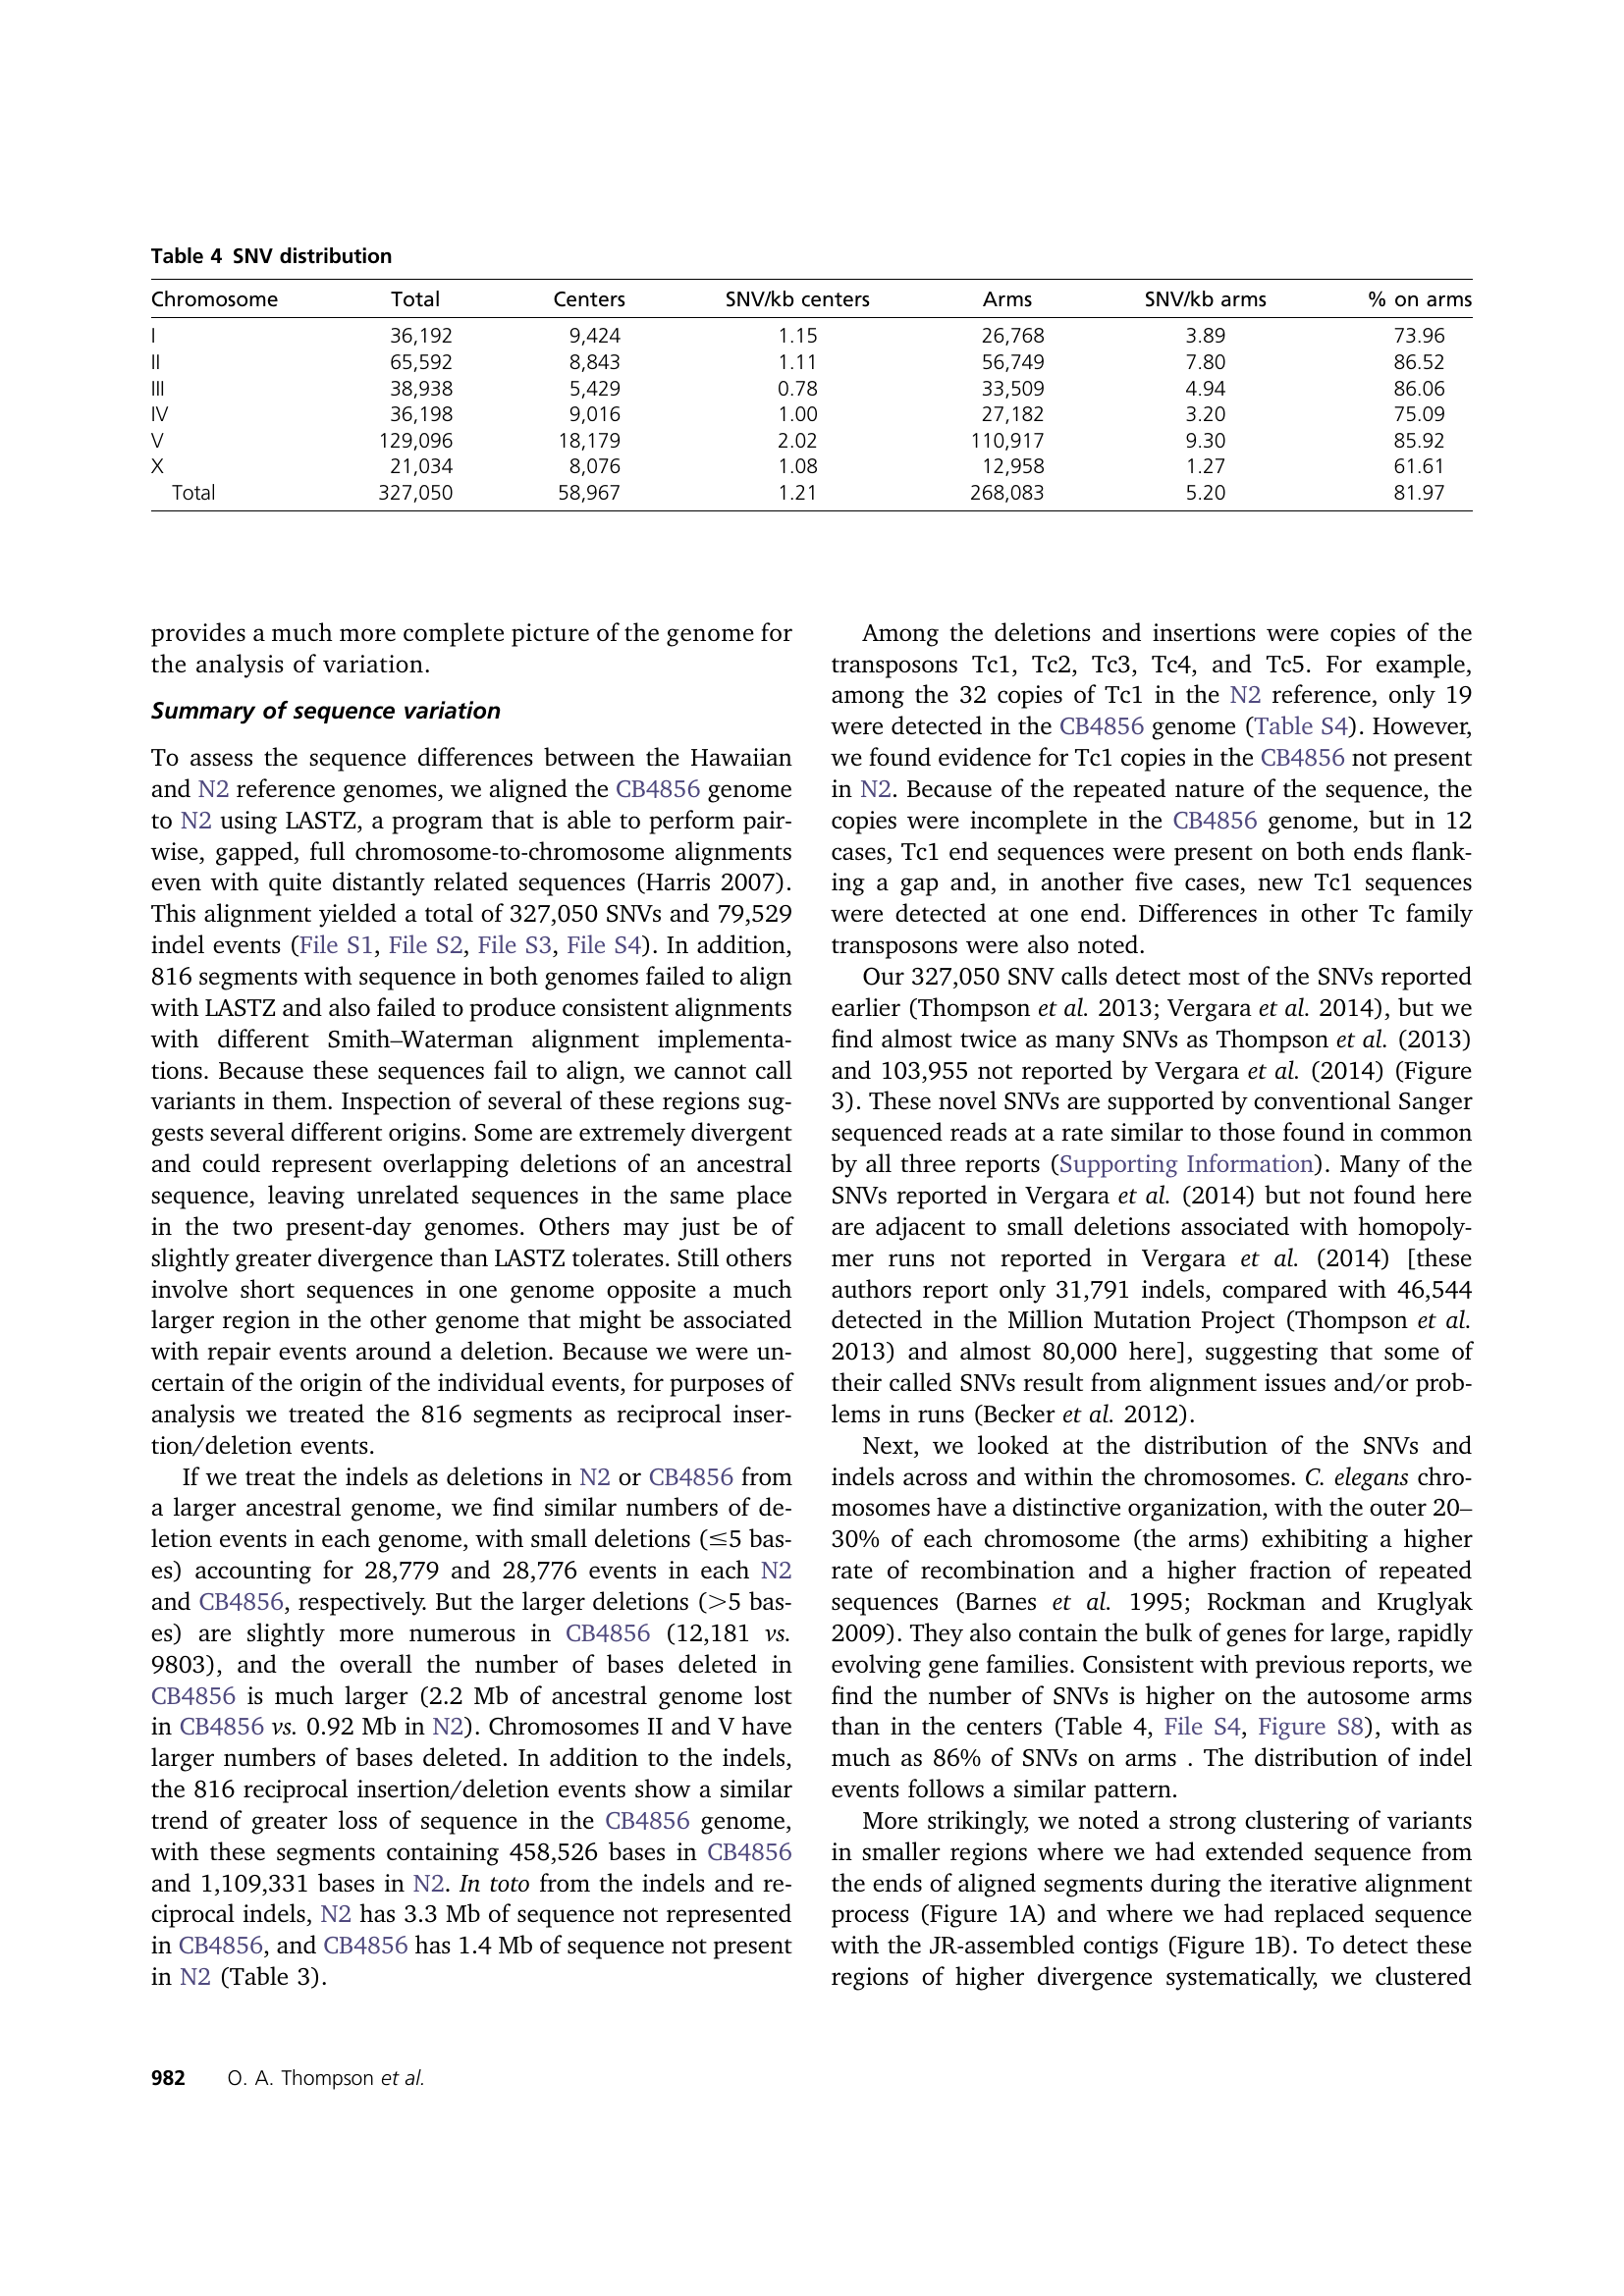 Table 4 SNV distribution
Chromosome Total Centers SNV/kb centers Arms SNV/kb arms % on arms
I 36,192 9,424 1.15 26,768 3.89 73.96
II 65,592 8,843 1.11 56,749 7.80 86.52
III 38,938 5,429 0.78 33,509 4.94 86.06
IV 36,198 9,016 1.00 27,182 3.20 75.09
V 129,096 18,179 2.02 110,917 9.30 85.92
X 21,034 8,076 1.08 12,958 1.27 61.61
Total 327,050 58,967 1.21 268,083 5.20 81.97
provides a much more complete picture of the genome for
the analysis of variation.
Summary of sequence variation
To assess the sequence differences between the Hawaiian
and N2 reference genomes, we aligned the CB4856 genome
to N2 using LASTZ, a program that is able to perform pair-
wise, gapped, full chromosome-to-chromosome alignments
even with quite distantly related sequences (Harris 2007).
This alignment yielded a total of 327,050 SNVs and 79,529
indel events (File S1, File S2, File S3, File S4). In addition,
816 segments with sequence in both genomes failed to align
with LASTZ and also failed to produce consistent alignments
with different Smith–Waterman alignment implementa-
tions. Because these sequences fail to align, we cannot call
variants in them. Inspection of several of these regions sug-
gests several different origins. Some are extremely divergent
and could represent overlapping deletions of an ancestral
sequence, leaving unrelated sequences in the same place
in the two present-day genomes. Others may just be of
slightly greater divergence than LASTZ tolerates. Still others
involve short sequences in one genome opposite a much
larger region in the other genome that might be associated
with repair events around a deletion. Because we were un-
certain of the origin of the individual events, for purposes of
analysis we treated the 816 segments as reciprocal inser-
tion/deletion events.
If we treat the indels as deletions in N2 or CB4856 from
a larger ancestral genome, we find similar numbers of de-
letion events in each genome, with small deletions (≤5 bas-
es) accounting for 28,779 and 28,776 events in each N2
and CB4856, respectively. But the larger deletions (>5 bas-
es) are slightly more numerous in CB4856 (12,181 vs.
9803), and the overall the number of bases deleted in
CB4856 is much larger (2.2 Mb of ancestral genome lost
in CB4856 vs. 0.92 Mb in N2). Chromosomes II and V have
larger numbers of bases deleted. In addition to the indels,
the 816 reciprocal insertion/deletion events show a similar
trend of greater loss of sequence in the CB4856 genome,
with these segments containing 458,526 bases in CB4856
and 1,109,331 bases in N2. In toto from the indels and re-
ciprocal indels, N2 has 3.3 Mb of sequence not represented
in CB4856, and CB4856 has 1.4 Mb of sequence not present
in N2 (Table 3).
Among the deletions and insertions were copies of the
transposons Tc1, Tc2, Tc3, Tc4, and Tc5. For example,
among the 32 copies of Tc1 in the N2 reference, only 19
were detected in the CB4856 genome (Table S4). However,
we found evidence for Tc1 copies in the CB4856 not present
in N2. Because of the repeated nature of the sequence, the
copies were incomplete in the CB4856 genome, but in 12
cases, Tc1 end sequences were present on both ends flank-
ing a gap and, in another five cases, new Tc1 sequences
were detected at one end. Differences in other Tc family
transposons were also noted.
Our 327,050 SNV calls detect most of the SNVs reported
earlier (Thompson et al. 2013; Vergara et al. 2014), but we
find almost twice as many SNVs as Thompson et al. (2013)
and 103,955 not reported by Vergara et al. (2014) (Figure
3). These novel SNVs are supported by conventional Sanger
sequenced reads at a rate similar to those found in common
by all three reports (Supporting Information). Many of the
SNVs reported in Vergara et al. (2014) but not found here
are adjacent to small deletions associated with homopoly-
mer runs not reported in Vergara et al. (2014) [these
authors report only 31,791 indels, compared with 46,544
detected in the Million Mutation Project (Thompson et al.
2013) and almost 80,000 here], suggesting that some of
their called SNVs result from alignment issues and/or prob-
lems in runs (Becker et al. 2012).
Next, we looked at the distribution of the SNVs and
indels across and within the chromosomes. C. elegans chro-
mosomes have a distinctive organization, with the outer 20–
30% of each chromosome (the arms) exhibiting a higher
rate of recombination and a higher fraction of repeated
sequences (Barnes et al. 1995; Rockman and Kruglyak
2009). They also contain the bulk of genes for large, rapidly
evolving gene families. Consistent with previous reports, we
find the number of SNVs is higher on the autosome arms
than in the centers (Table 4, File S4, Figure S8), with as
much as 86% of SNVs on arms . The distribution of indel
events follows a similar pattern.
More strikingly, we noted a strong clustering of variants
in smaller regions where we had extended sequence from
the ends of aligned segments during the iterative alignment
process (Figure 1A) and where we had replaced sequence
with the JR-assembled contigs (Figure 1B). To detect these
regions of higher divergence systematically, we clustered
982 O. A. Thompson et al.